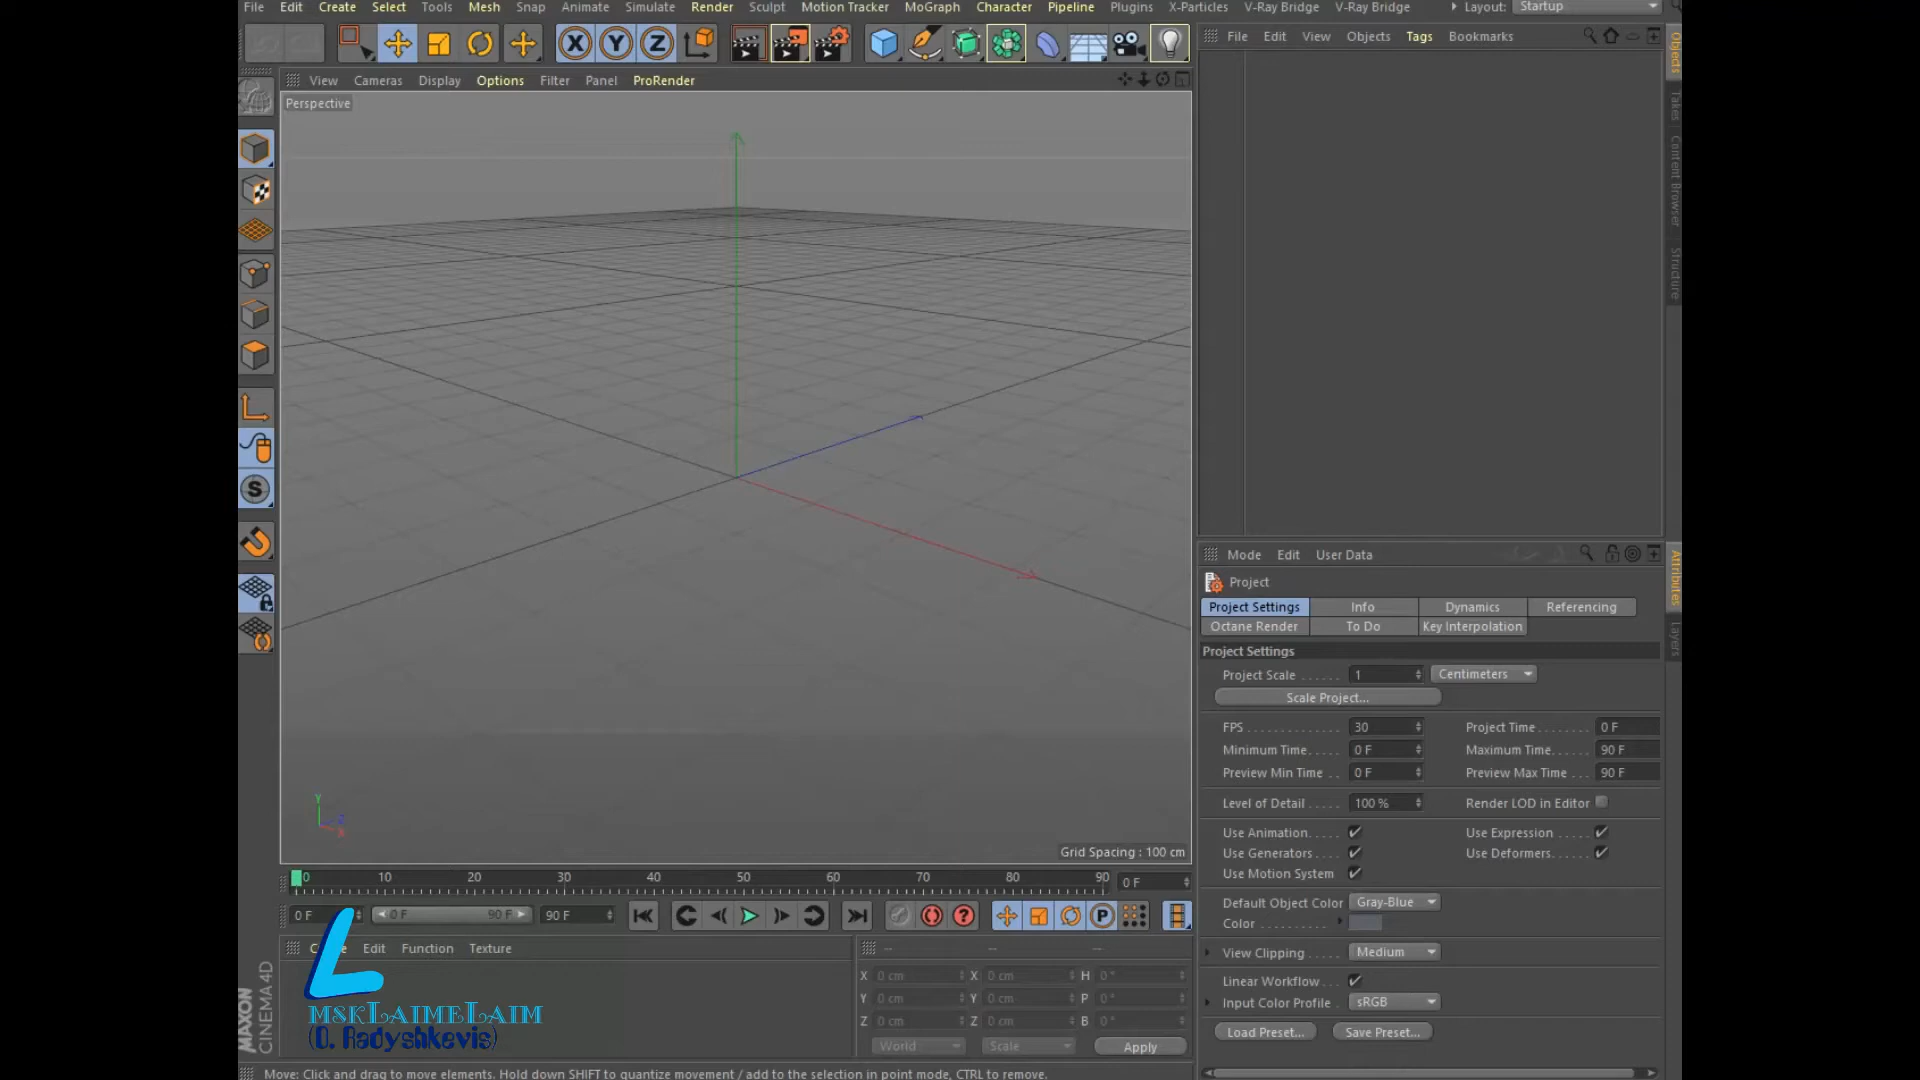 File Edit Create Select Tools Mesh Snap Animate Simulate Render Sculpt Motion Tracker MoGraph Character Pipeline Plugins X-Particles V-Ray Bridge V-Ray Bridge Layout: Startup
X Y Z
View Cameras Display Options Filter Panel ProRender
Perspective
S
Y
Z
X
Grid Spacing : 100 cm
0 10 20 30 40 50 60 70 80 90 0 F
0 F 0 F 90 F 90 F
P
Edit Function Texture
-- -- --
X 0 cm X 0 cm H 0 °
Y 0 cm Y 0 cm P 0 °
Z 0 cm Z 0 cm B 0 °
World Scale Apply
MAXON
CINEMA 4D
L
mskLaimeLaim
(D. Radyshkevis)
Move: Click and drag to move elements. Hold down SHIFT to quantize movement / add to the selection in point mode, CTRL to remove.
File Edit View Objects Tags Bookmarks
Objects
Takes
Content Browser
Structure
Mode Edit User Data
Attributes
Layers
Project
Project Settings Info Dynamics Referencing
Octane Render To Do Key Interpolation
Project Settings
Project Scale 1 Centimeters
Scale Project...
FPS 30 Project Time 0 F
Minimum Time 0 F Maximum Time 90 F
Preview Min Time 0 F Preview Max Time 90 F
Level of Detail 100 % Render LOD in Editor
Use Animation Use Expression
Use Generators Use Deformers
Use Motion System
Default Object Color Gray-Blue
Color
View Clipping Medium
Linear Workflow
Input Color Profile sRGB
Load Preset... Save Preset...